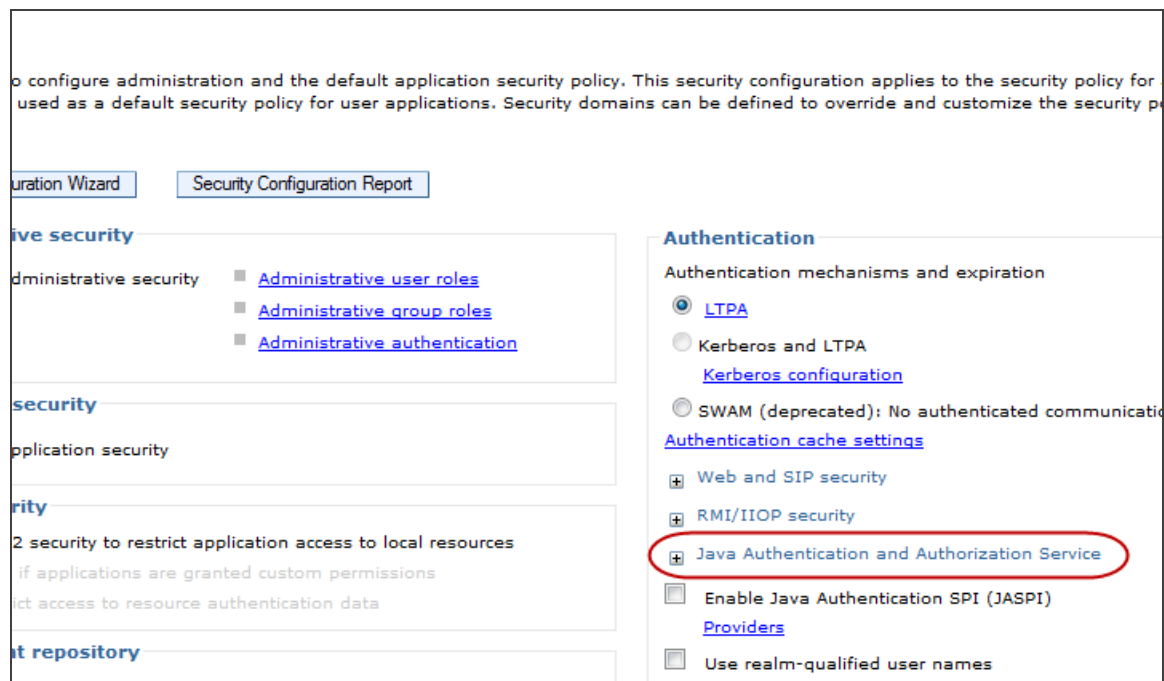 o configure administration and the default application security policy. This security configuration applies to the security policy for
used as a default security policy for user applications. Security domains can be defined to override and customize the security p
uration Wizard
Security Configuration Report
ive security
dministrative security
Administrative user roles
Administrative group roles
Administrative authentication
security
pplication security
rity
2 security to restrict application access to local resources
if applications are granted custom permissions
ict access to resource authentication data
t repository
Authentication
Authentication mechanisms and expiration
LTPA
Kerberos and LTPA
Kerberos configuration
SWAM (deprecated): No authenticated communicatio
Authentication cache settings
Web and SIP security
RMI/IIOP security
Java Authentication and Authorization Service
Enable Java Authentication SPI (JASPI)
Providers
Use realm-qualified user names